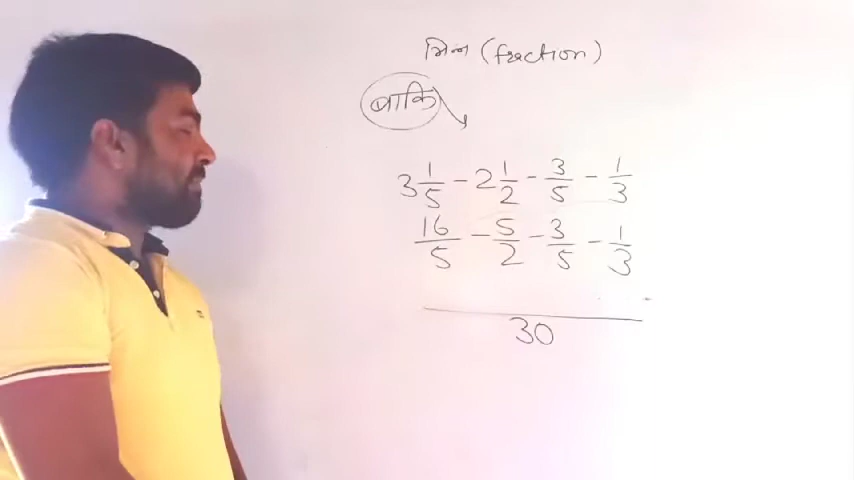 भिन्न (fraction)
बाकि
3 1/5 - 2 1/2 - 3/5 - 1/3
16/5 - 5/2 - 3/5 - 1/3
30